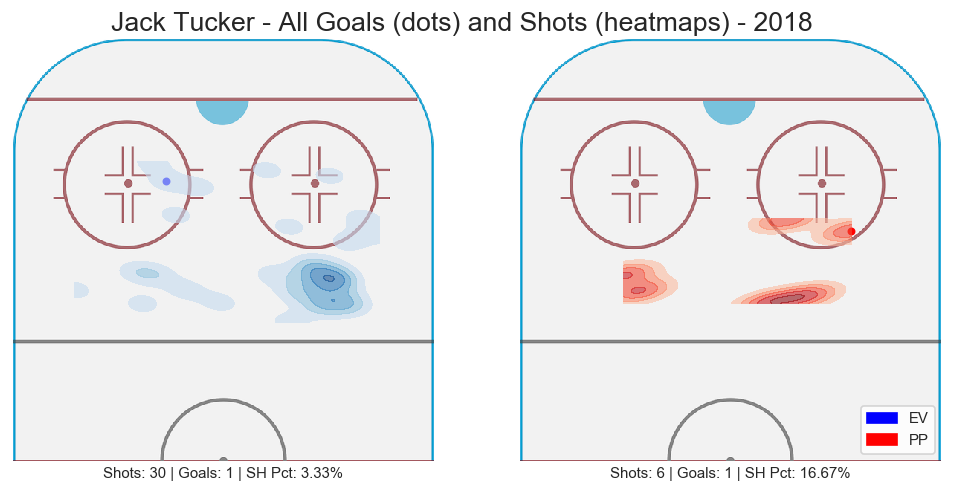 Jack Tucker - All Goals (dots) and Shots (heatmaps) - 2018
EV
PP
Shots: 30 | Goals: 1 | SH Pct: 3.33%
Shots: 6 | Goals: 1 | SH Pct: 16.67%